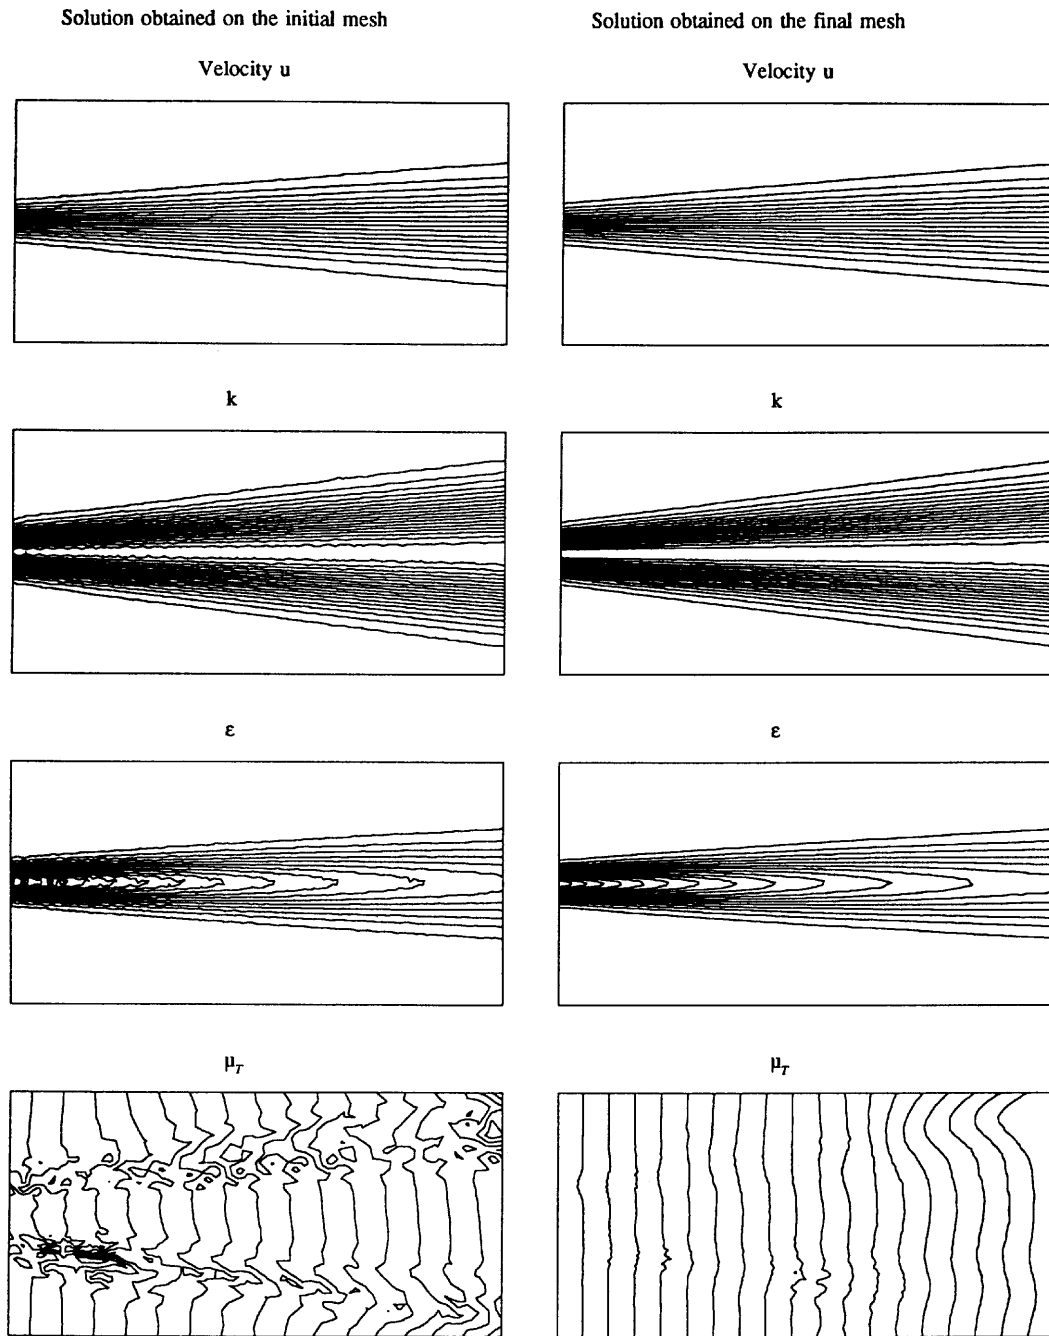 Solution obtained on the initial mesh
Solution obtained on the final mesh
Velocity u
Velocity u
k
k
ε
ε
μ_T
μ_T